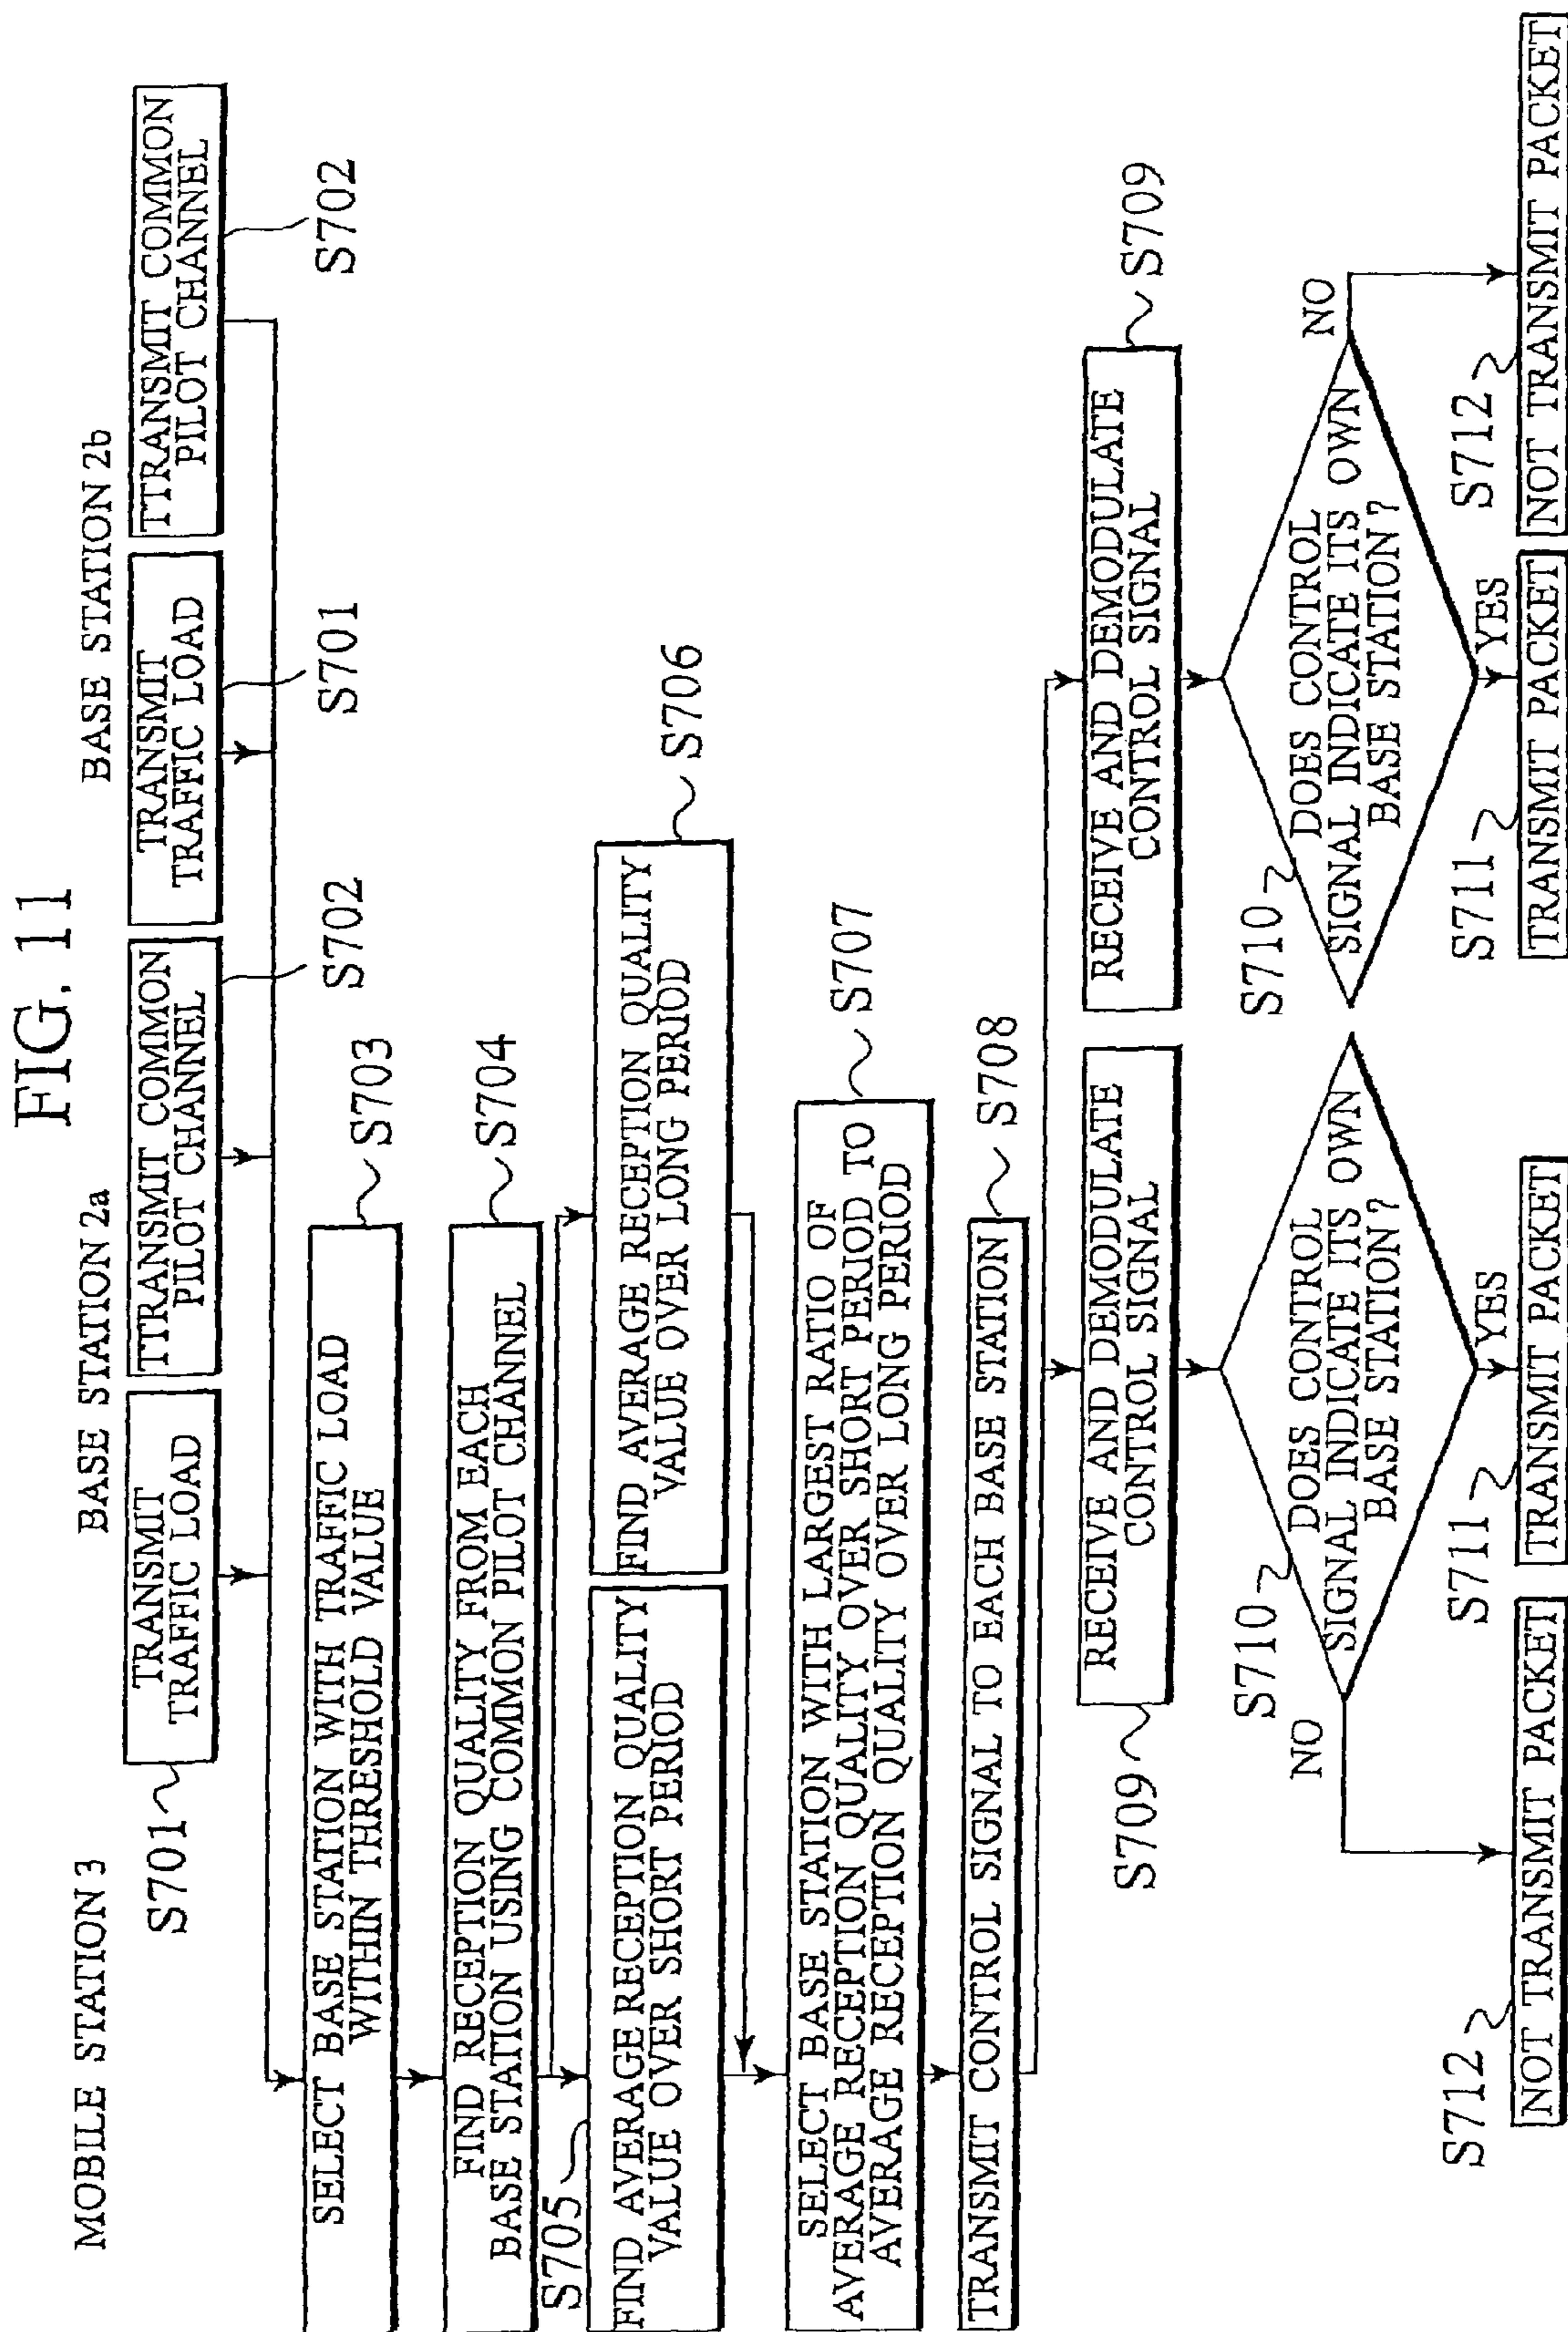 FIG. 11
MOBILE STATION 3
BASE STATION 2a
BASE STATION 2b
TRANSMIT
TRAFFIC LOAD
S701
TTRANSMIT COMMON
PILOT CHANNEL
S702
TRANSMIT
TRAFFIC LOAD
S701
TTRANSMIT COMMON
PILOT CHANNEL
S702
SELECT BASE STATION WITH TRAFFIC LOAD
WITHIN THRESHOLD VALUE
S703
FIND RECEPTION QUALITY FROM EACH
BASE STATION USING COMMON PILOT CHANNEL
S704
S705
FIND AVERAGE RECEPTION QUALITY
VALUE OVER SHORT PERIOD
FIND AVERAGE RECEPTION QUALITY
VALUE OVER LONG PERIOD
S706
SELECT BASE STATION WITH LARGEST RATIO OF
AVERAGE RECEPTION QUALITY OVER SHORT PERIOD TO
AVERAGE RECEPTION QUALITY OVER LONG PERIOD
S707
TRANSMIT CONTROL SIGNAL TO EACH BASE STATION
S708
S709
RECEIVE AND DEMODULATE
CONTROL SIGNAL
RECEIVE AND DEMODULATE
CONTROL SIGNAL
S709
S710
DOES CONTROL
SIGNAL INDICATE ITS OWN
BASE STATION?
NO
YES
S710
DOES CONTROL
SIGNAL INDICATE ITS OWN
BASE STATION?
NO
YES
S712
NOT TRANSMIT PACKET
S711
TRANSMIT PACKET
S711
TRANSMIT PACKET
S712
NOT TRANSMIT PACKET